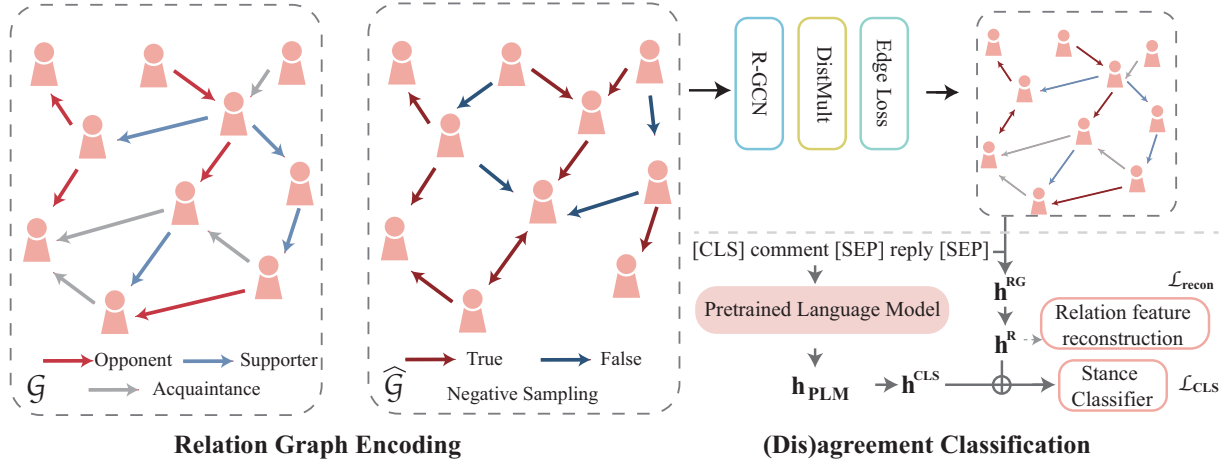 Opponent
Supporter
Acquaintance
𝒢
True
False
𝒢̂
Negative Sampling
R-GCN
DistMult
Edge Loss
[CLS] comment [SEP] reply [SEP]
Pretrained Language Model
h_PLM
h^CLS
h^RG
h^R
ℒ_recon
Relation feature
reconstruction
Stance
Classifier
ℒ_CLS
Relation Graph Encoding
(Dis)agreement Classification